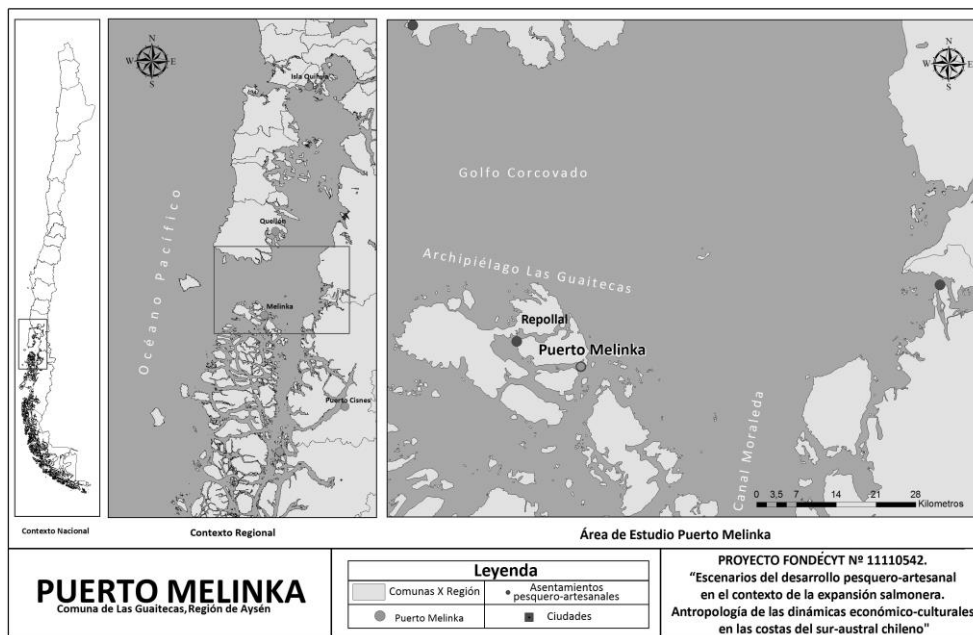 N
W E
S
Isla Quihua
Quellón
Océano Pacífico
Melinka
Puerto Cisnes
N
W E
S
Golfo Corcovado
Archipiélago Las Guaitecas
Repollal
Puerto Melinka
Canal Moraleda
0 3,5 7 14 21 28
Kilometros
Contexto Nacional
Contexto Regional
Área de Estudio Puerto Melinka
PUERTO MELINKA
Comuna de Las Guaitecas, Región de Aysén
Leyenda
Comunas X Región
Asentamientos
pesquero-artesanales
Puerto Melinka
Ciudades
PROYECTO FONDÉCYT Nº 11110542.
“Escenarios del desarrollo pesquero-artesanal
en el contexto de la expansión salmonera.
Antropología de las dinámicas económico-culturales
en las costas del sur-austral chileno"